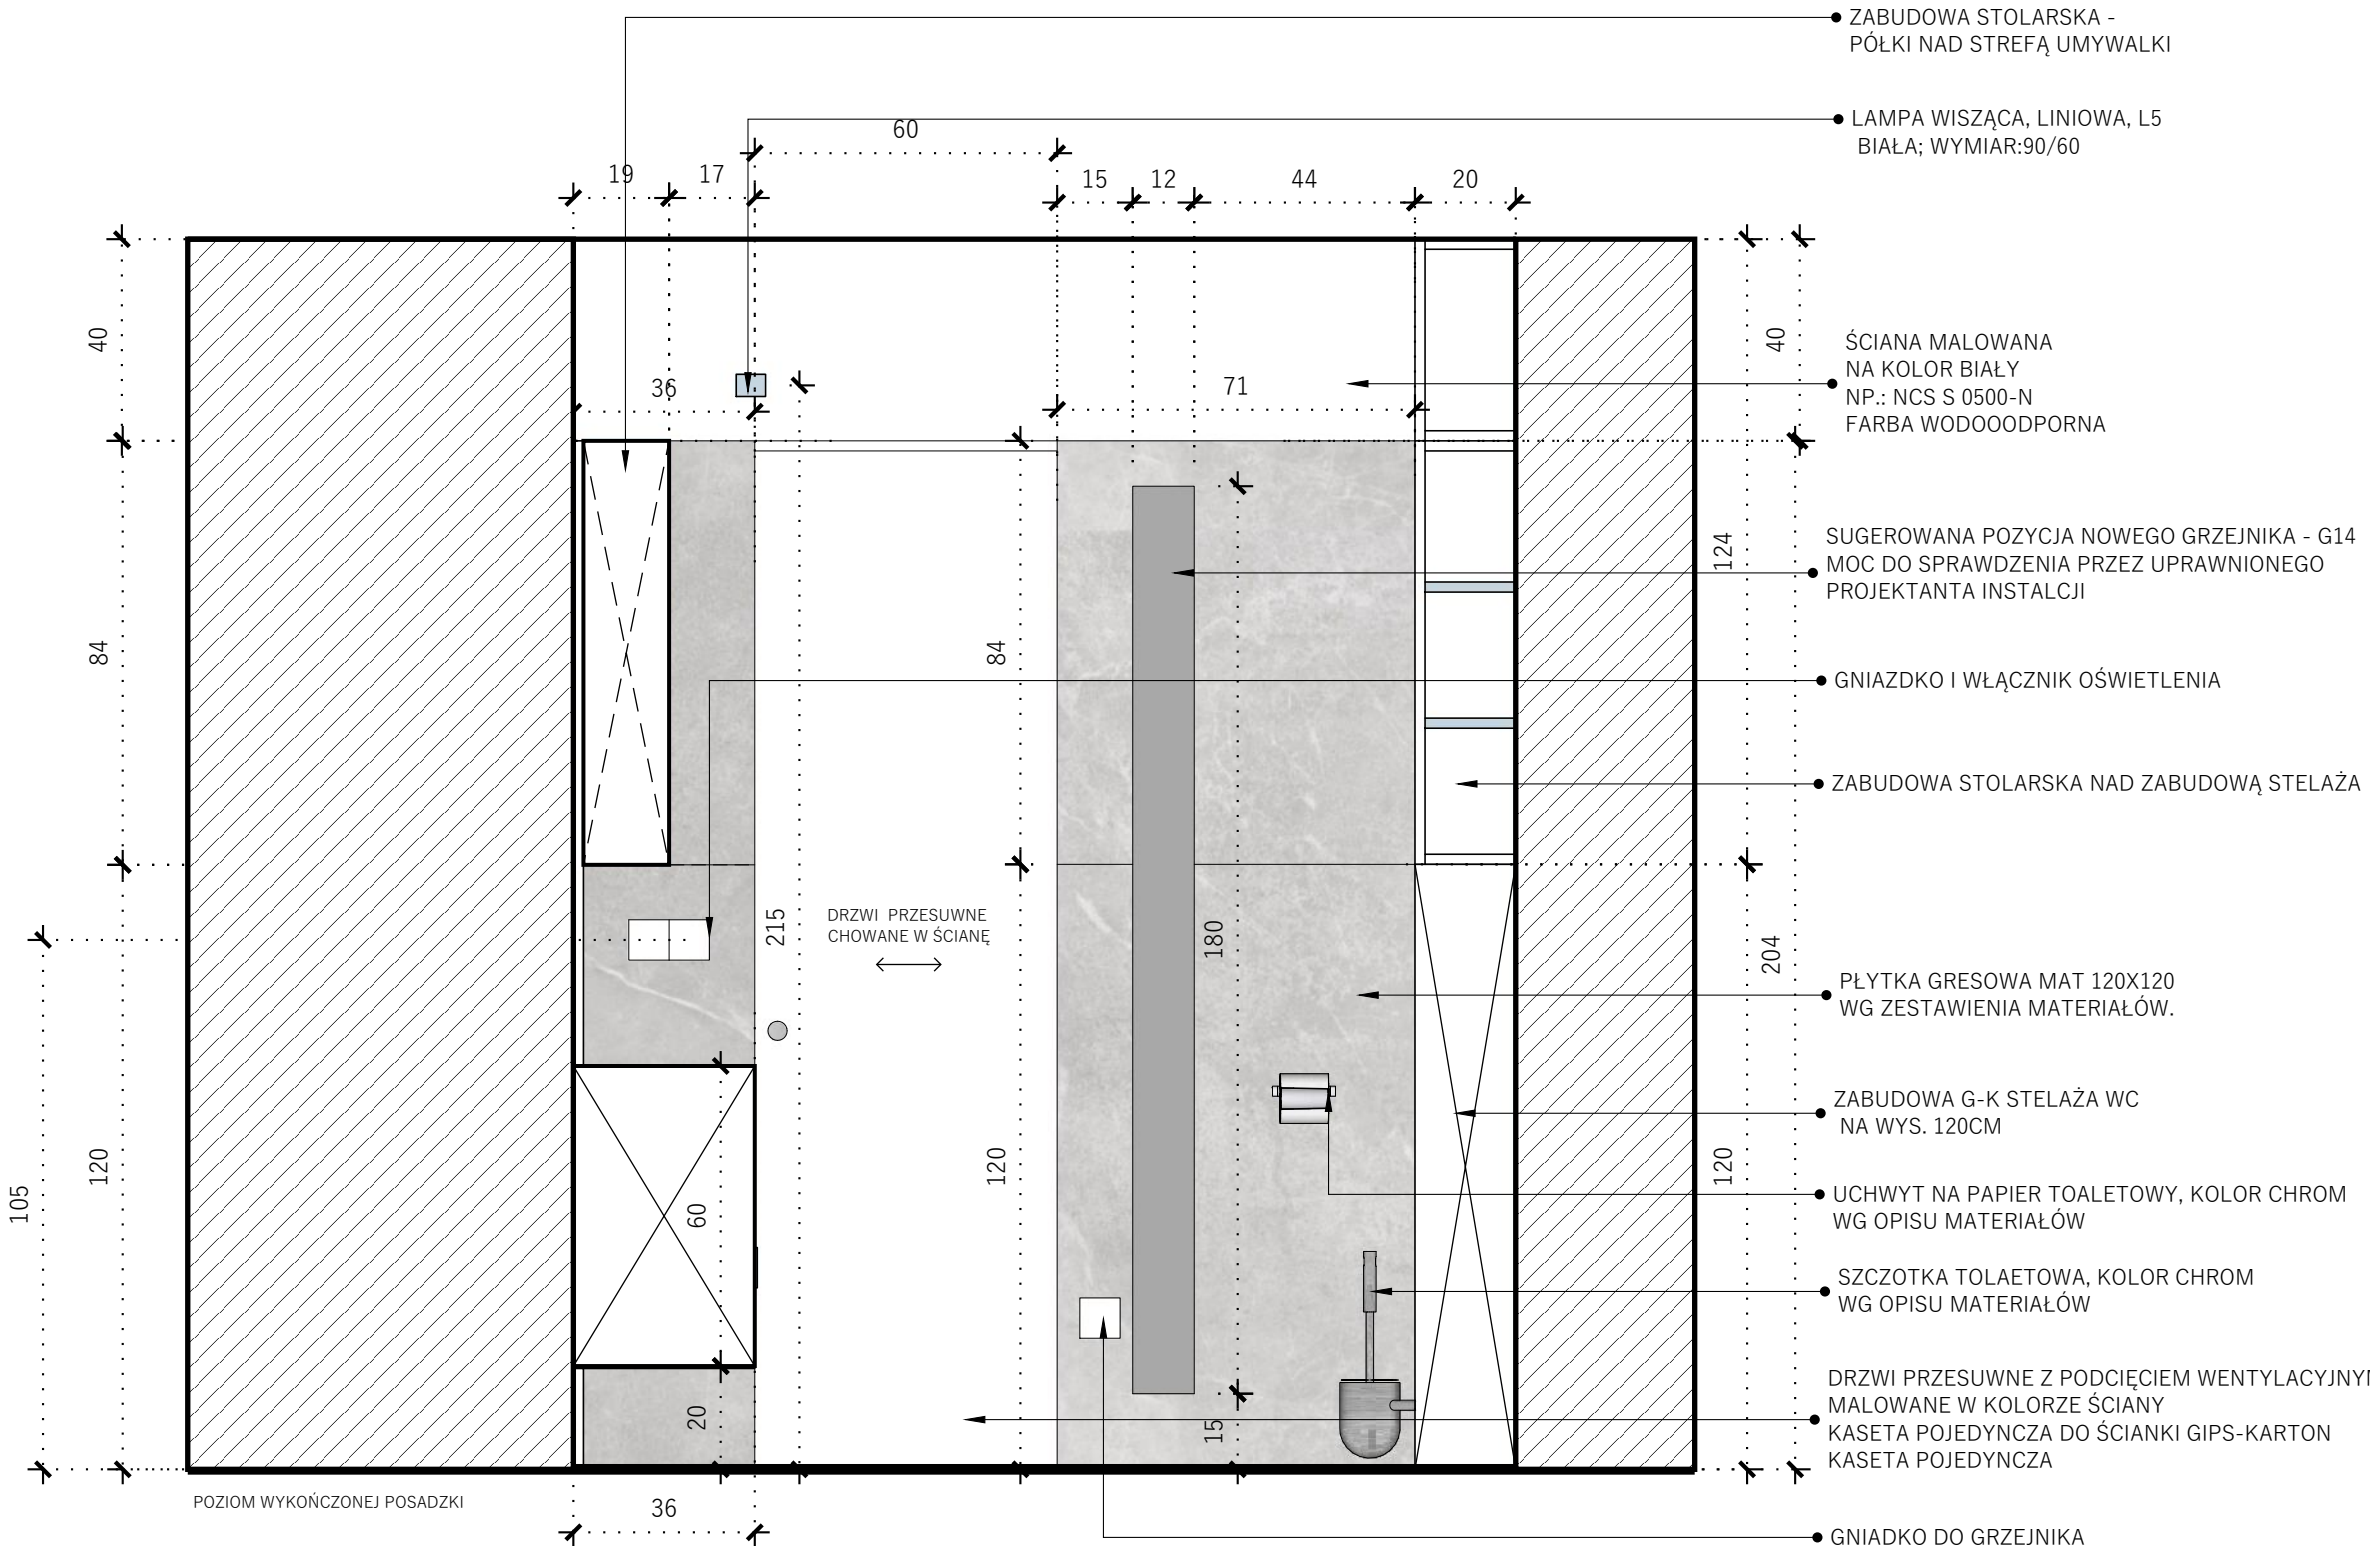 ZABUDOWA STOLARSKA -
PÓŁKI NAD STREFĄ UMYWALKI
LAMPA WISZĄCA, LINIOWA, L5
BIAŁA; WYMIAR:90/60
60
19
17
15
12
44
20
40
40
ŚCIANA MALOWANA
NA KOLOR BIAŁY
NP.: NCS S 0500-N
FARBA WODOOODPORNA
36
71
SUGEROWANA POZYCJA NOWEGO GRZEJNIKA - G14
MOC DO SPRAWDZENIA PRZEZ UPRAWNIONEGO
PROJEKTANTA INSTALCJI
124
84
84
GNIAZDKO I WŁĄCZNIK OŚWIETLENIA
ZABUDOWA STOLARSKA NAD ZABUDOWĄ STELAŻA
215
DRZWI PRZESUWNE
CHOWANE W ŚCIANĘ
180
204
PŁYTKA GRESOWA MAT 120X120
WG ZESTAWIENIA MATERIAŁÓW.
ZABUDOWA G-K STELAŻA WC
NA WYS. 120CM
105
120
60
120
120
UCHWYT NA PAPIER TOALETOWY, KOLOR CHROM
WG OPISU MATERIAŁÓW
SZCZOTKA TOLAETOWA, KOLOR CHROM
WG OPISU MATERIAŁÓW
20
15
DRZWI PRZESUWNE Z PODCIĘCIEM
MALOWANE W KOLORZE ŚCIANY
KASETA POJEDYNCZA DO ŚCIANKI GIPS-KARTON
KASETA POJEDYNCZA
POZIOM WYKOŃCZONEJ POSADZKI
36
GNIADKO DO GRZEJNIKA